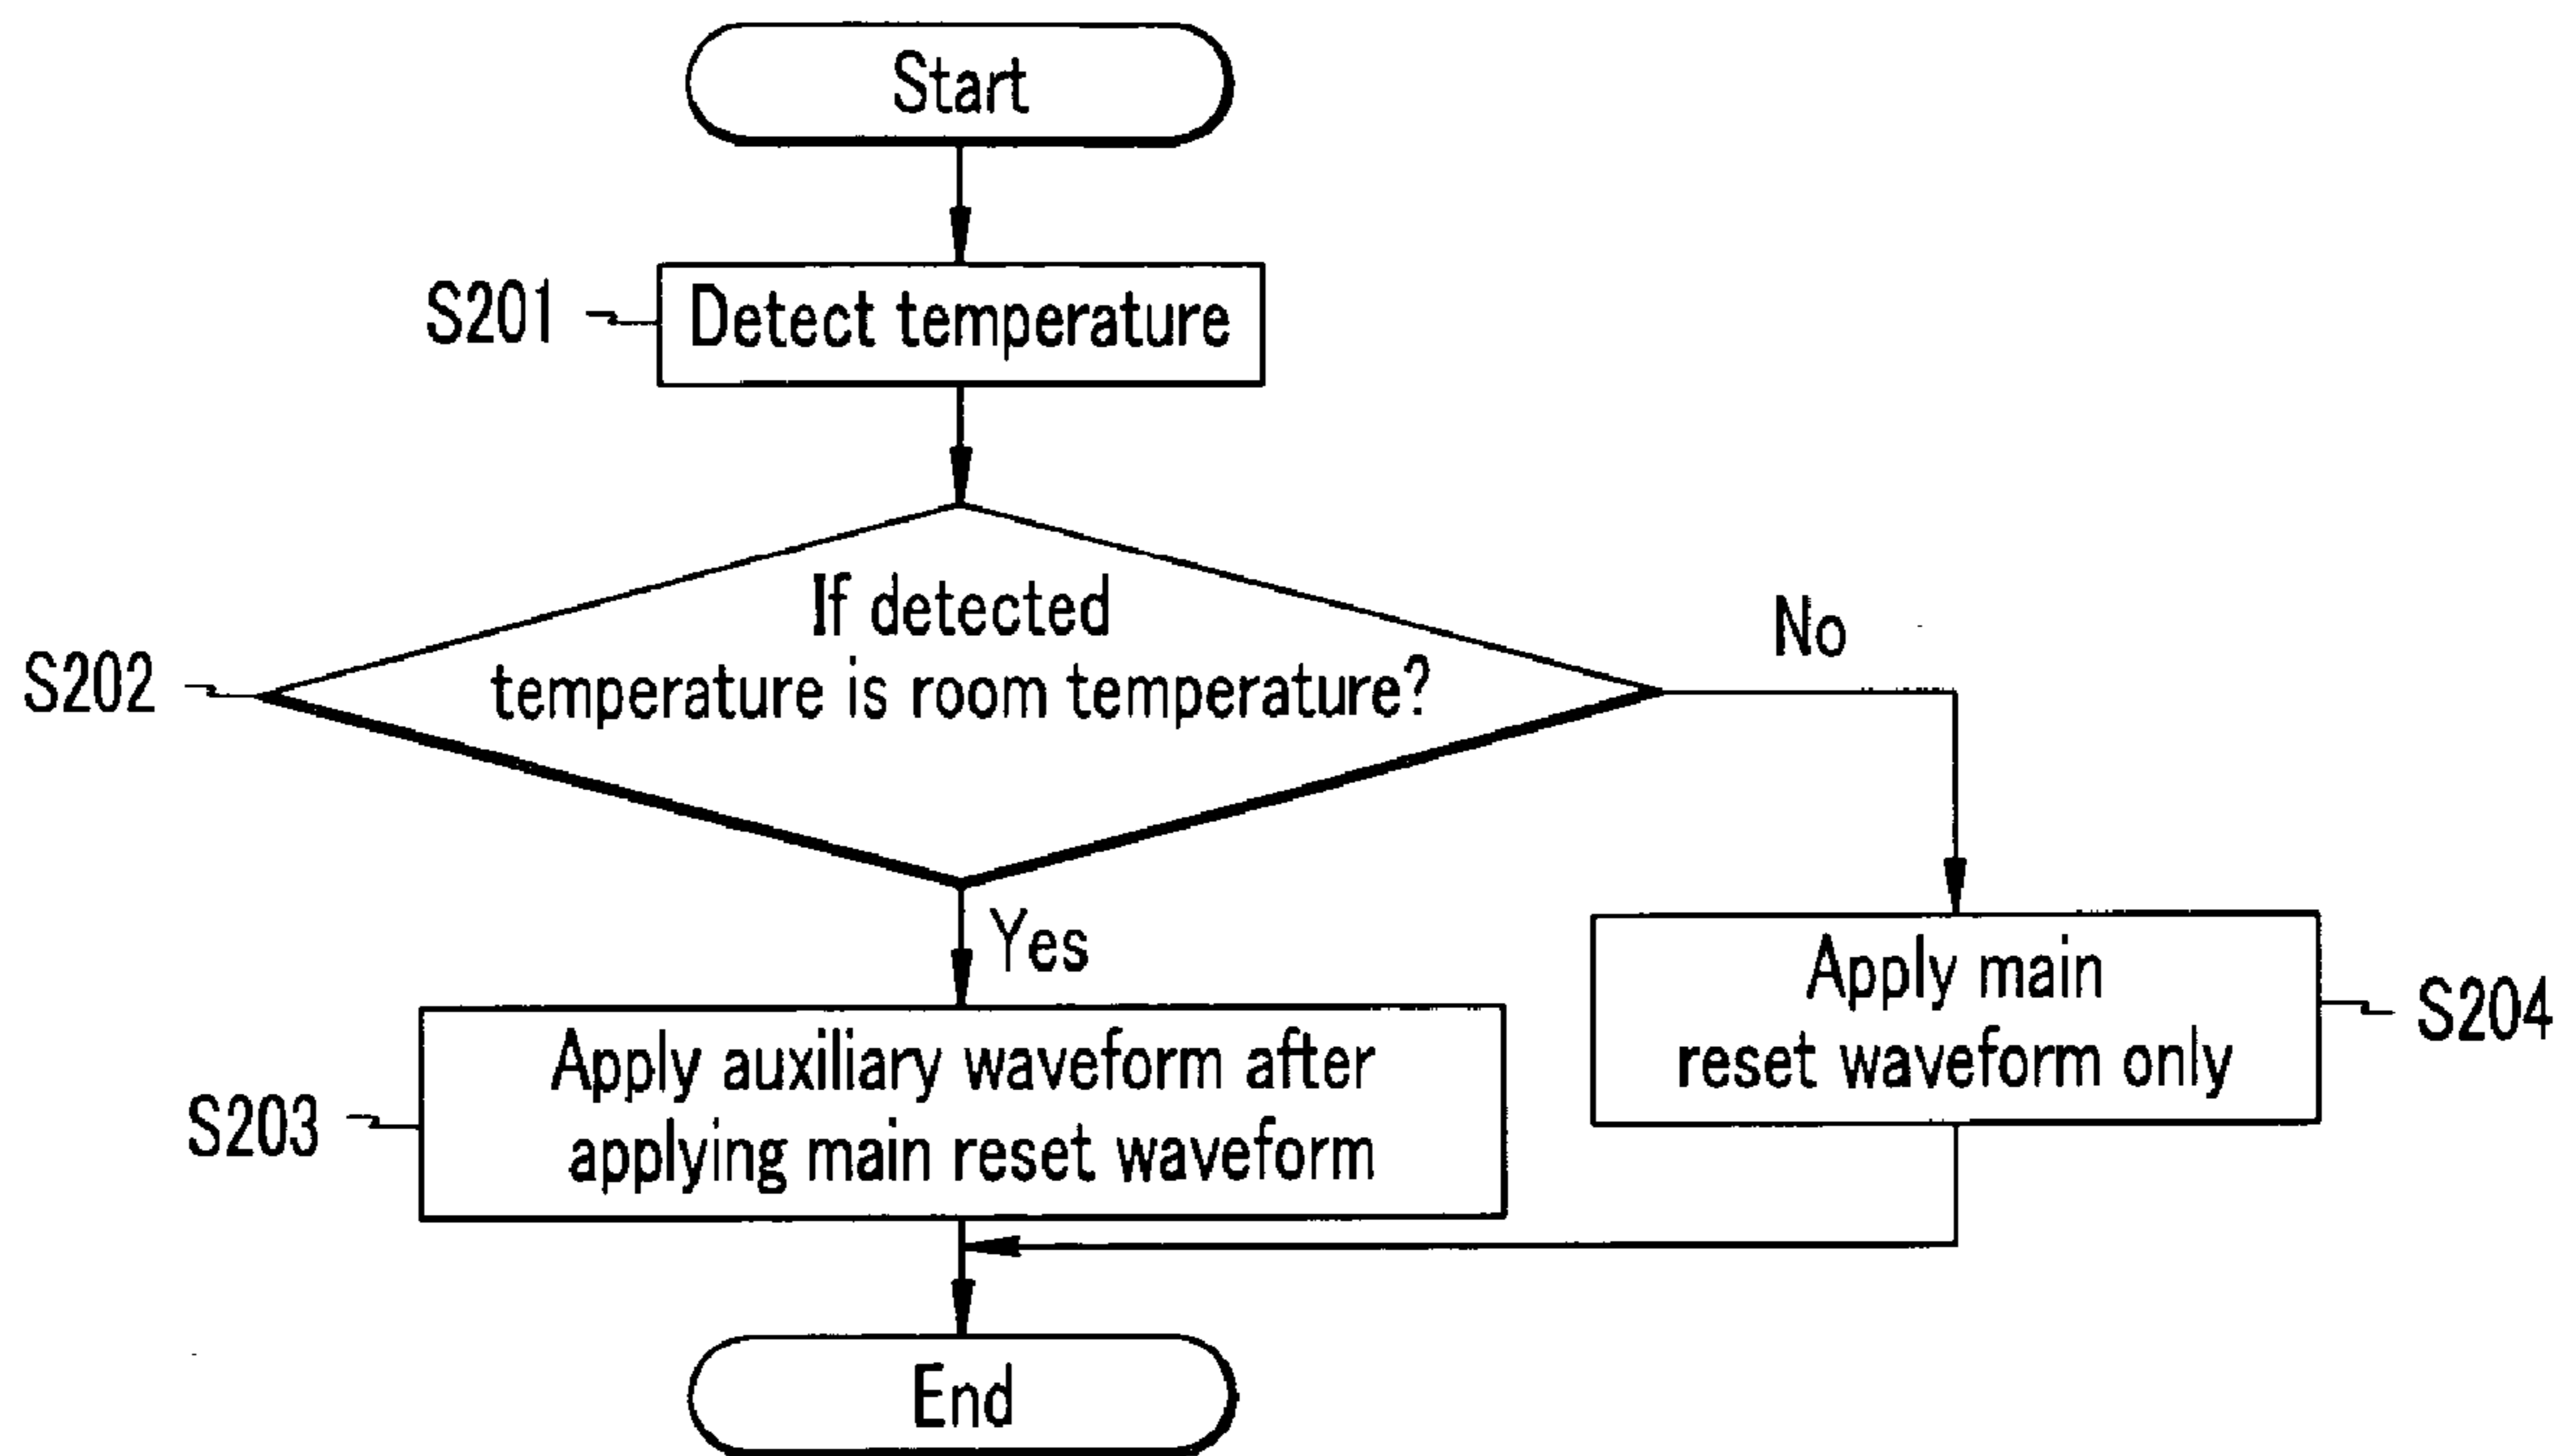 Start
S201
Detect temperature
If detected
temperature is room temperature?
S202
No
Yes
Apply auxiliary waveform after
applying main reset waveform
S203
Apply main
reset waveform only
S204
End